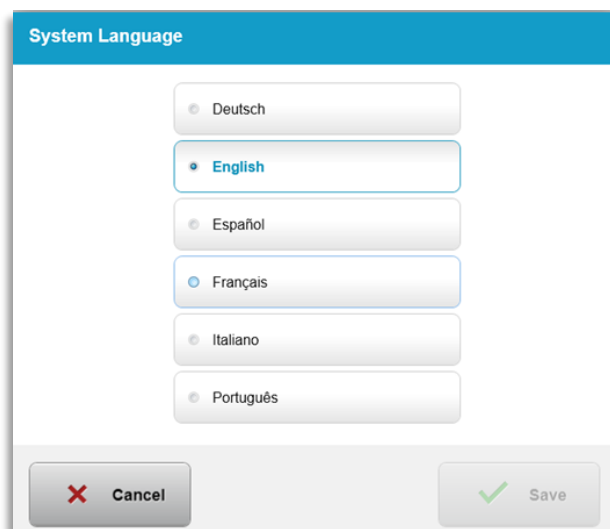 System Language
Deutsch
English
Español
Français
Italiano
Português
Cancel
Save